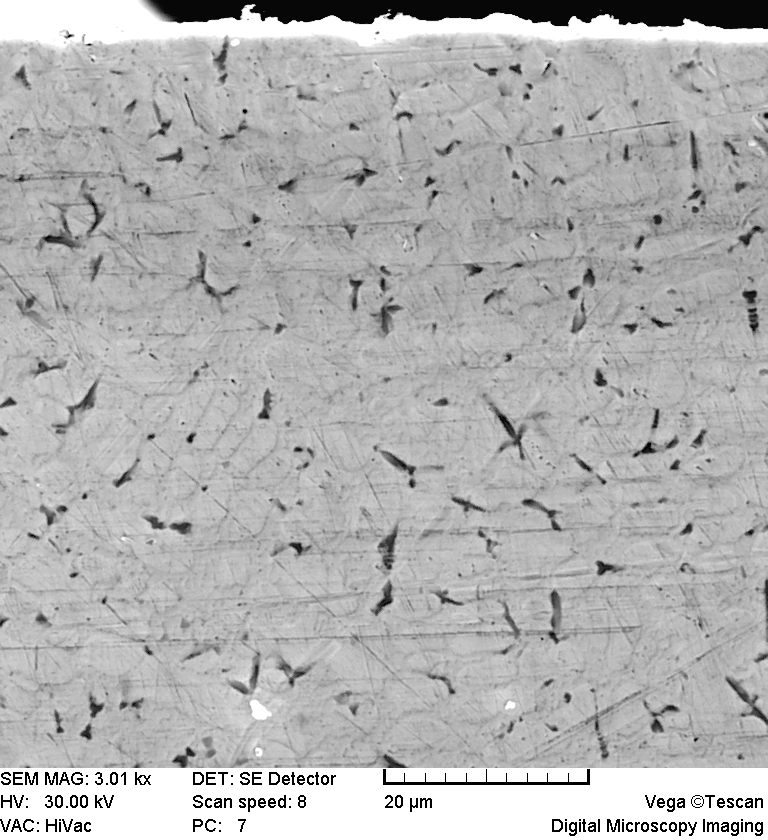 SEM MAG: 3.01 kx DET: SE Detector
HV: 30.00 kV Scan speed: 8 20 µm Vega ©Tescan
VAC: HiVac PC: 7 Digital Microscopy Imaging